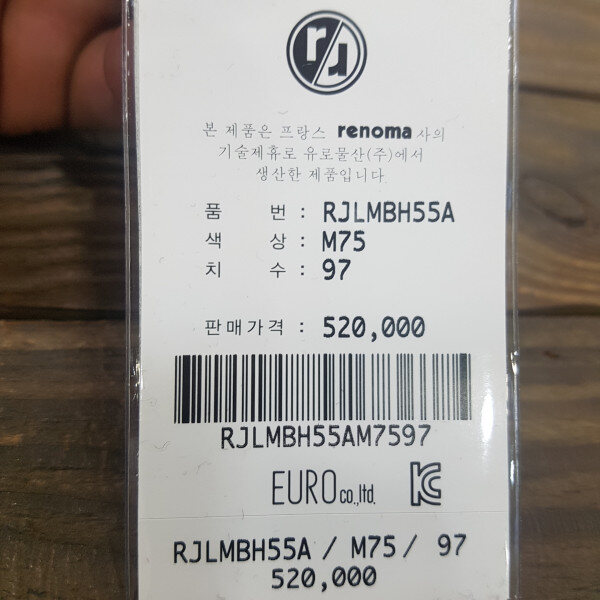 본 제품은 프랑스 renoma 사의
기술제휴로 유로물산(주)에서
생산한 제품입니다.
품 번 : RJLMBH55A
색 상 : M75
치 수 : 97
판매가격 : 520,000
RJLMBH55AM7597
EURO co.,ltd.
RJLMBH55A / M75 / 97
520,000